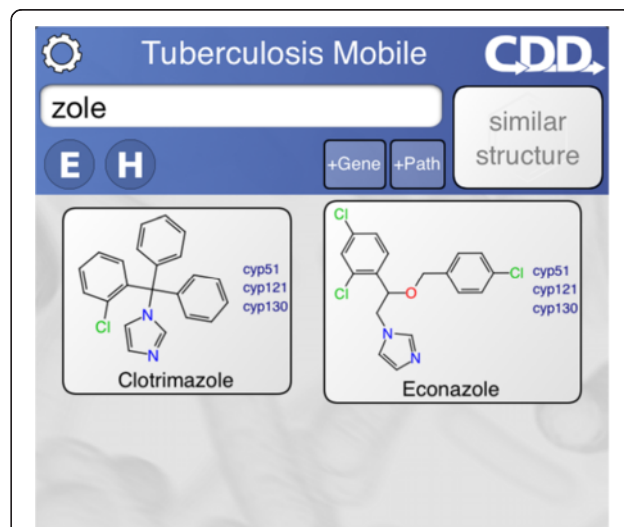 Tuberculosis Mobile
CDD
zole
similar
structure
E H
+Gene +Path
Cl
Cl
N
N
cyp51
cyp121
cyp130
Clotrimazole
Cl
O
Cl
N
N
cyp51
cyp121
cyp130
Econazole